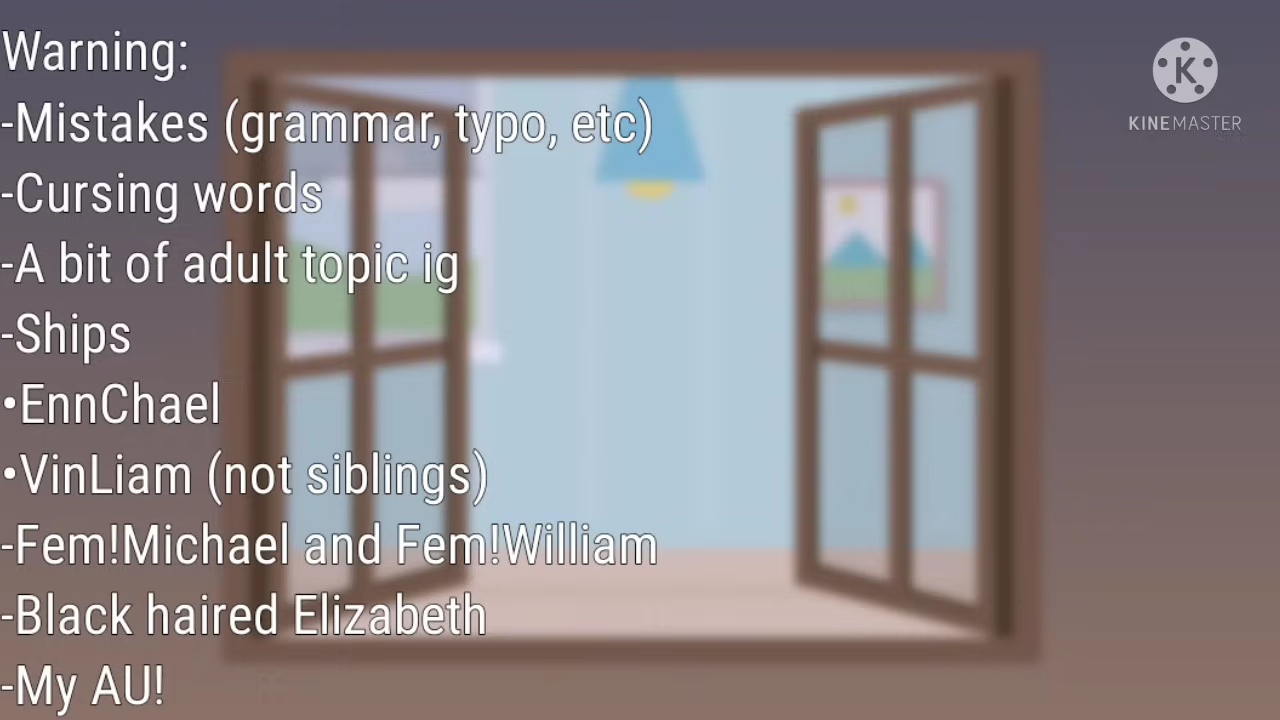 Warning:
-Mistakes (grammar, typo, etc)
-Cursing words
-A bit of adult topic ig
-Ships
•EnnChael
•VinLiam (not siblings)
-Fem!Michael and Fem!William
-Black haired Elizabeth
-My AU!
K
KINEMASTER